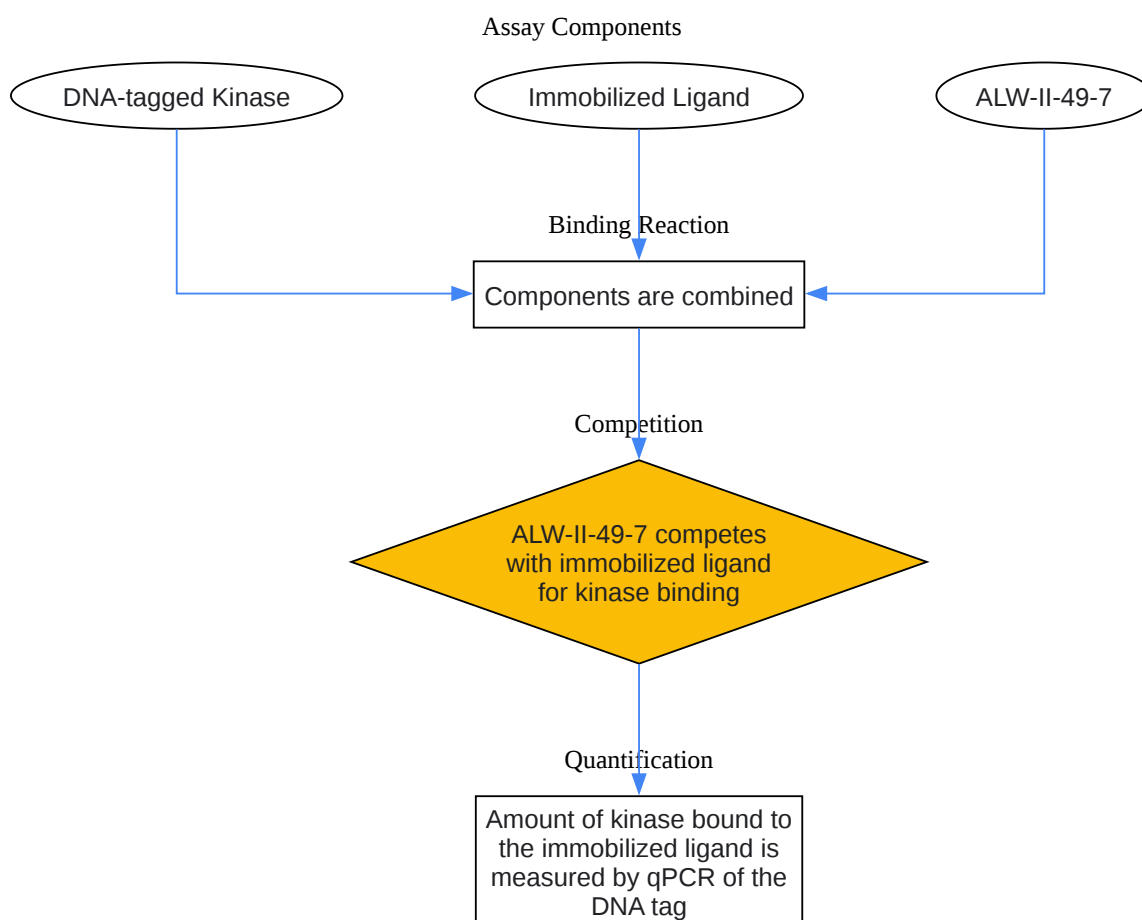 Assay Components
DNA-tagged Kinase
Immobilized Ligand
ALW-II-49-7
Binding Reaction
Components are combined
Competition
ALW-II-49-7 competes
with immobilized ligand
for kinase binding
Quantification
Amount of kinase bound to
the immobilized ligand is
measured by qPCR of the
DNA tag